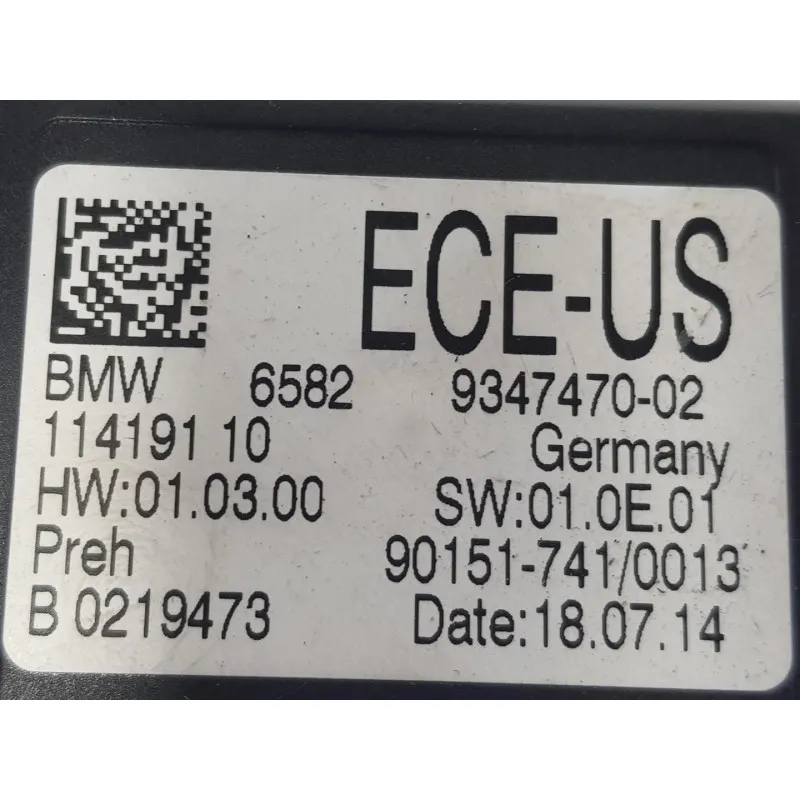 ECE-US
BMW 6582 9347470-02
114191 10 Germany
HW:01.03.00 SW:01.0E.01
Preh 90151-741/0013
B 0219473 Date:18.07.14